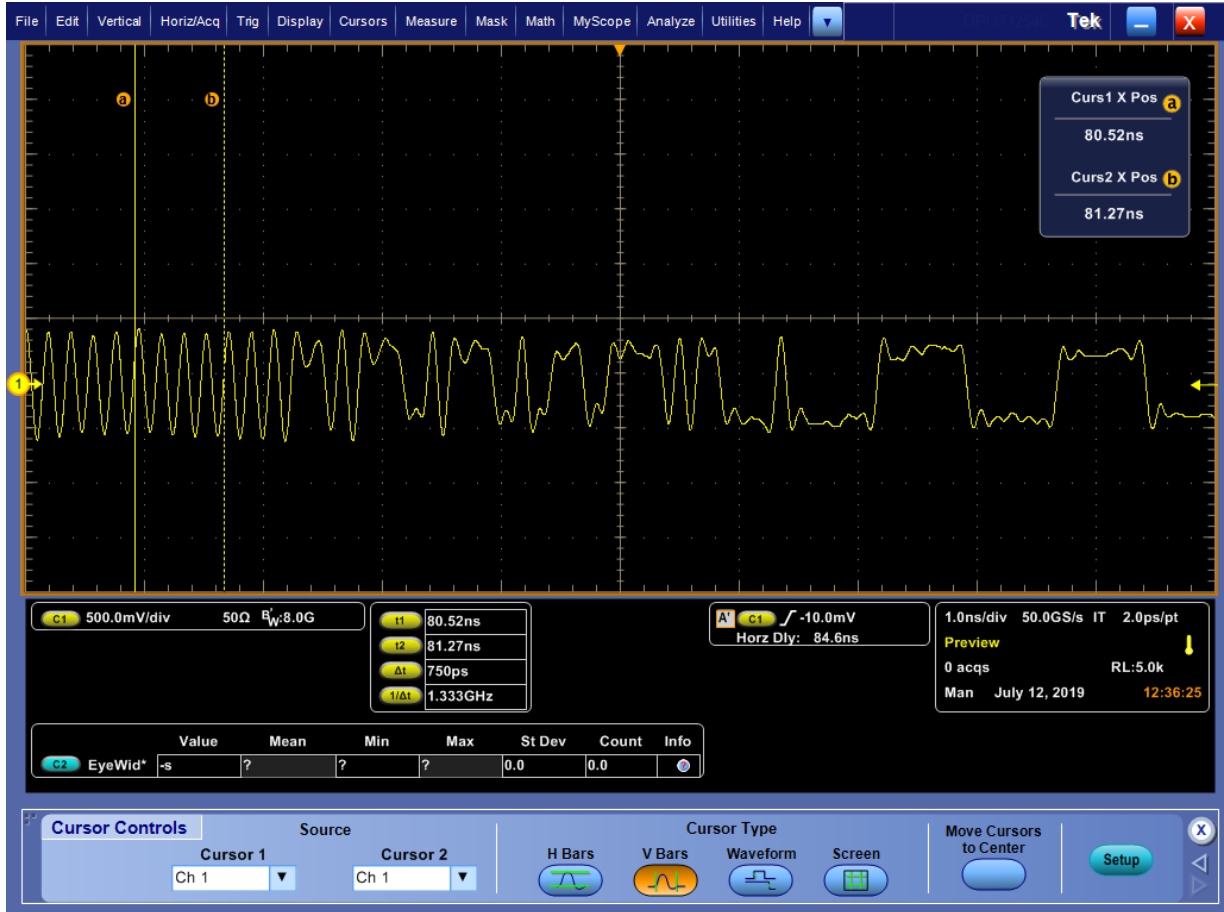 File Edit Vertical Horiz/Acq Trig Display Cursors Measure Mask Math MyScope Analyze Utilities Help Tek X
a b
Curs1 X Pos a
80.52ns
Curs2 X Pos b
81.27ns
1
C1 500.0mV/div 50Ω BW:8.0G
t1 80.52ns
t2 81.27ns
Δt 750ps
1/Δt 1.333GHz
A' C1 -10.0mV
Horz Dly: 84.6ns
1.0ns/div 50.0GS/s IT 2.0ps/pt
Preview
0 acqs RL:5.0k
Man July 12, 2019 12:36:25
Value Mean Min Max St Dev Count Info
C2 EyeWid* -s ? ? ? 0.0 0.0 ?
Cursor Controls Source Cursor Type Move Cursors to Center X
Cursor 1 Cursor 2 H Bars V Bars Waveform Screen Setup
Ch 1 Ch 1